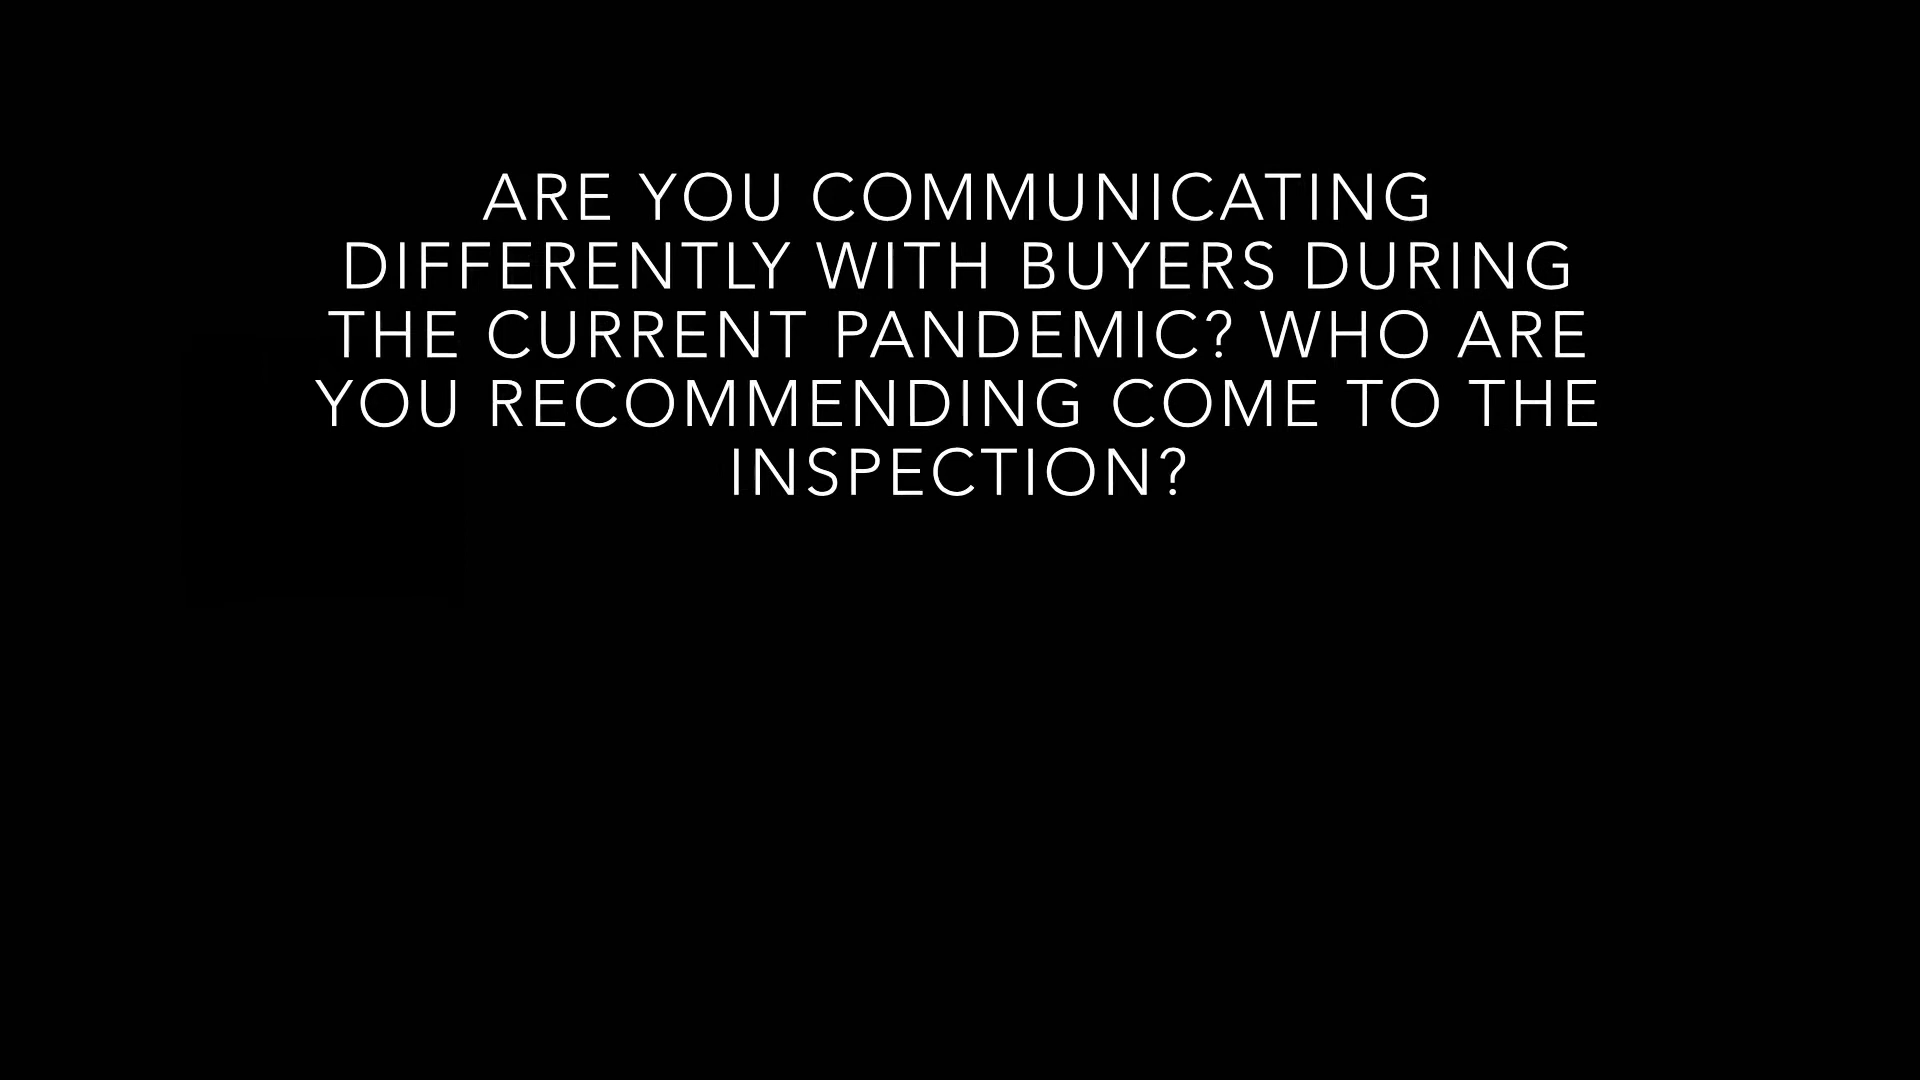 ARE YOU COMMUNICATING
DIFFERENTLY WITH BUYERS DURING
THE CURRENT PANDEMIC? WHO ARE
YOU RECOMMENDING COME TO THE
INSPECTION?